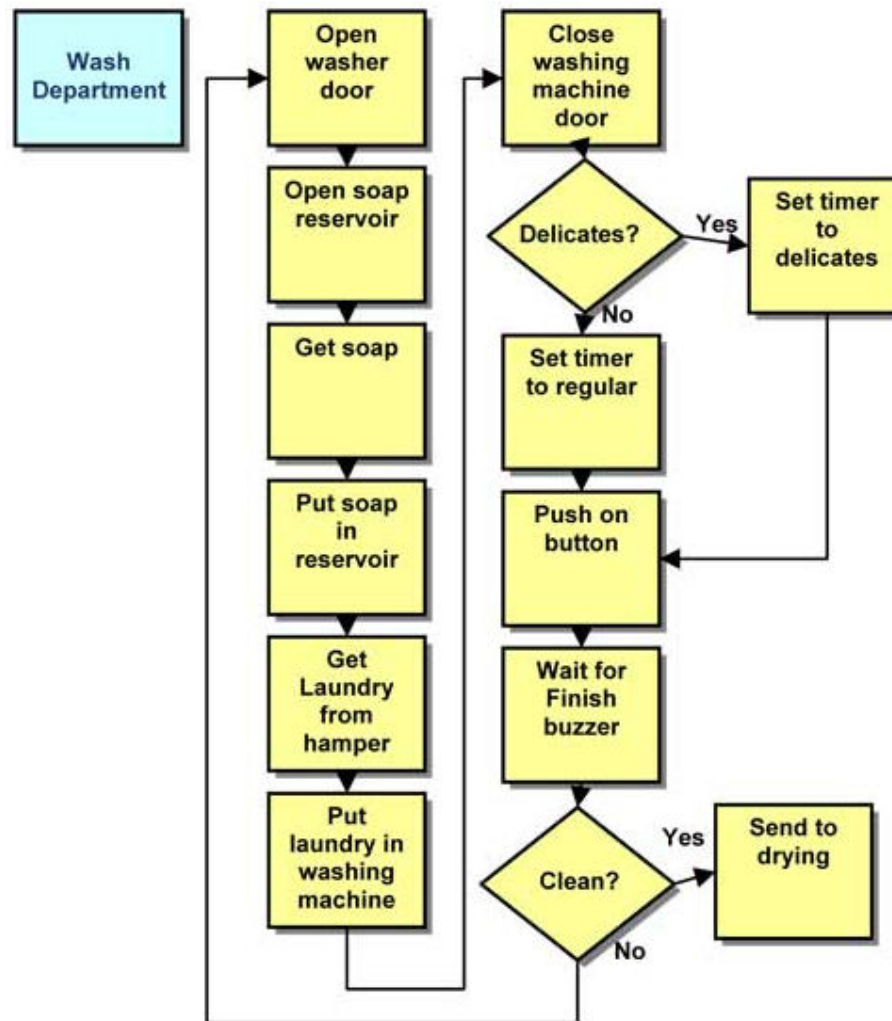 Wash
Department
Open
washer
door
Open soap
reservoir
Get soap
Put soap
in
reservoir
Get
Laundry
from
hamper
Put
laundry in
washing
machine
Close
washing
machine
door
Delicates?
Yes
Set timer
to
delicates
No
Set timer
to regular
Push on
button
Wait for
Finish
buzzer
Clean?
Yes
Send to
drying
No